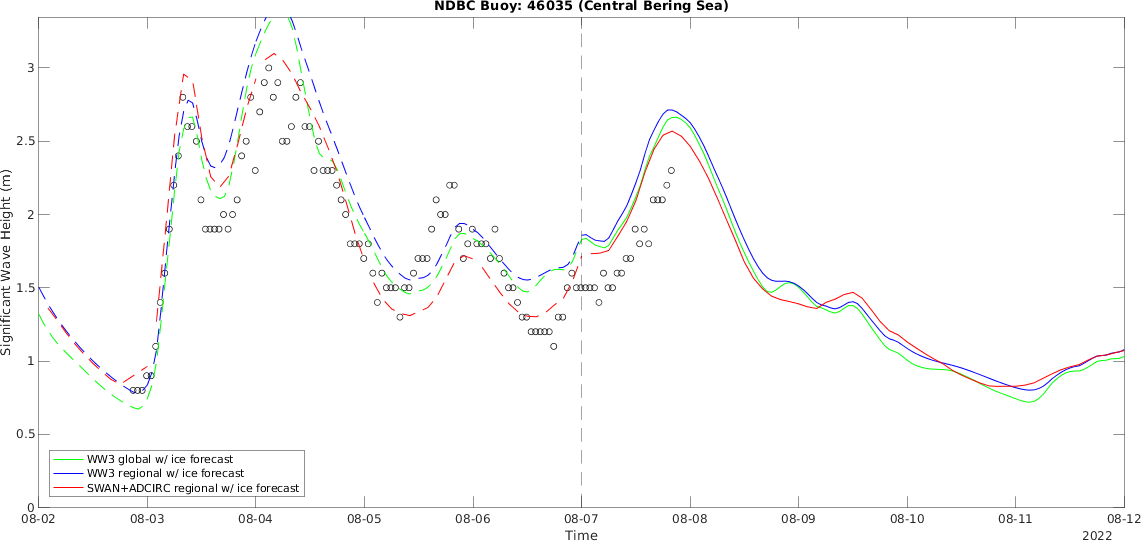 NDBC Buoy: 46035 (Central Bering Sea)
Significant Wave Height (m)
3
2.5
2
1.5
1
0.5
0
WW3 global w/ ice forecast
WW3 regional w/ ice forecast
SWAN+ADCIRC regional w/ ice forecast
08-02 08-03 08-04 08-05 08-06 08-07 08-08 08-09 08-10 08-11 08-12
Time
2022